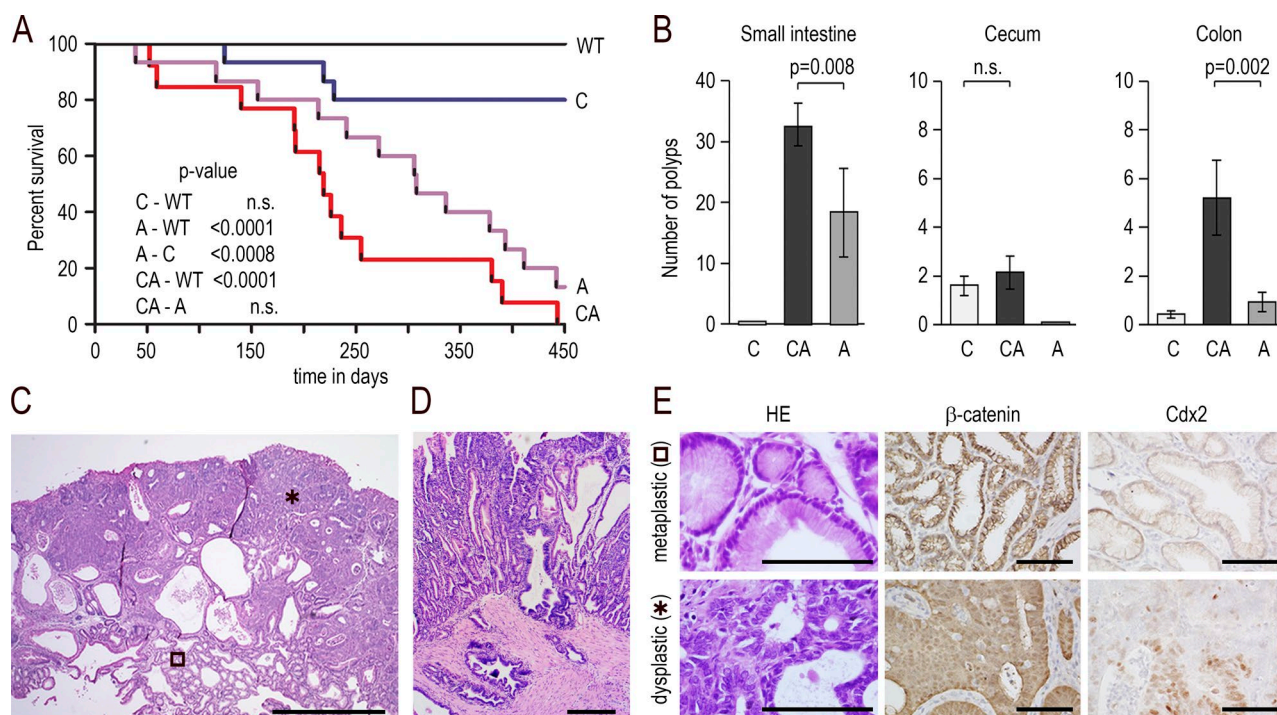 A
100
80
60
40
20
0
Percent survival
WT
C
A
CA
p-value
C - WT n.s.
A - WT <0.0001
A - C <0.0008
CA - WT <0.0001
CA - A n.s.
0 50 150 250 350 450
time in days
B
Small intestine
p=0.008
Number of polyps
40
30
20
10
0
C CA A
Cecum
n.s.
10
8
6
4
2
0
C CA A
Colon
p=0.002
10
8
6
4
2
0
C CA A
C
*
D
E
HE β-catenin Cdx2
metaplastic (□)
dysplastic (*)